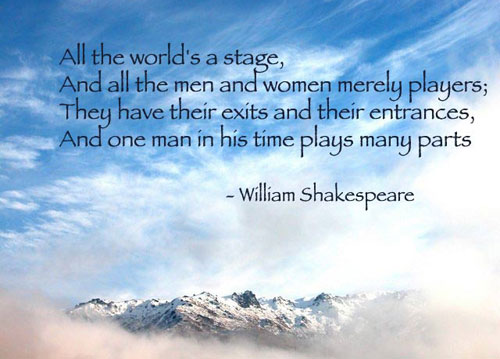 All the world's a stage,
And all the men and women merely players;
They have their exits and their entrances,
And one man in his time plays many parts
- William Shakespeare